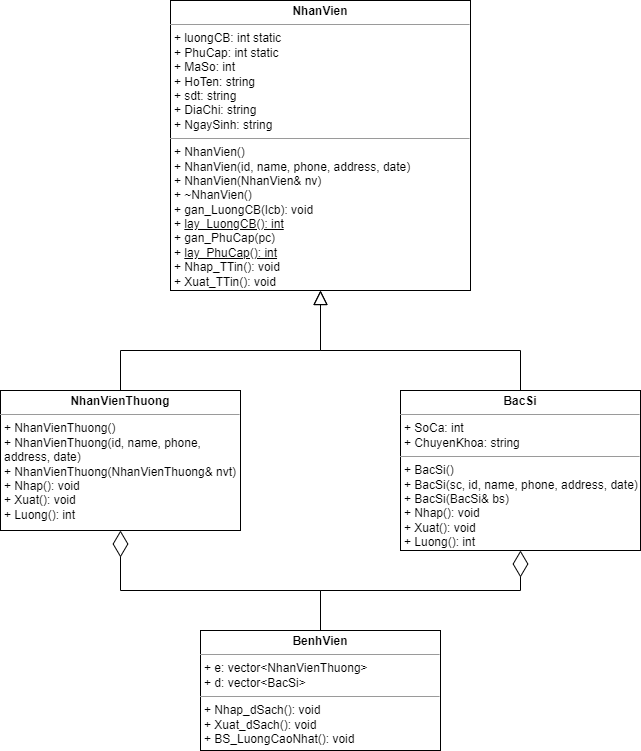 NhanVien
+ luongCB: int static
+ PhuCap: int static
+ MaSo: int
+ HoTen: string
+ sdt: string
+ DiaChi: string
+ NgaySinh: string
+ NhanVien()
+ NhanVien(id, name, phone, address, date)
+ NhanVien(NhanVien& nv)
+ ~NhanVien()
+ gan_LuongCB(lcb): void
+ lay_LuongCB(): int
+ gan_PhuCap(pc)
+ lay_PhuCap(): int
+ Nhap_TTin(): void
+ Xuat_TTin(): void
NhanVienThuong
+ NhanVienThuong()
+ NhanVienThuong(id, name, phone,
address, date)
+ NhanVienThuong(NhanVienThuong& nvt)
+ Nhap(): void
+ Xuat(): void
+ Luong(): int
BacSi
+ SoCa: int
+ ChuyenKhoa: string
+ BacSi()
+ BacSi(sc, id, name, phone, address, date)
+ BacSi(BacSi& bs)
+ Nhap(): void
+ Xuat(): void
+ Luong(): int
BenhVien
+ e: vector<NhanVienThuong>
+ d: vector<BacSi>
+ Nhap_dSach(): void
+ Xuat_dSach(): void
+ BS_LuongCaoNhat(): void